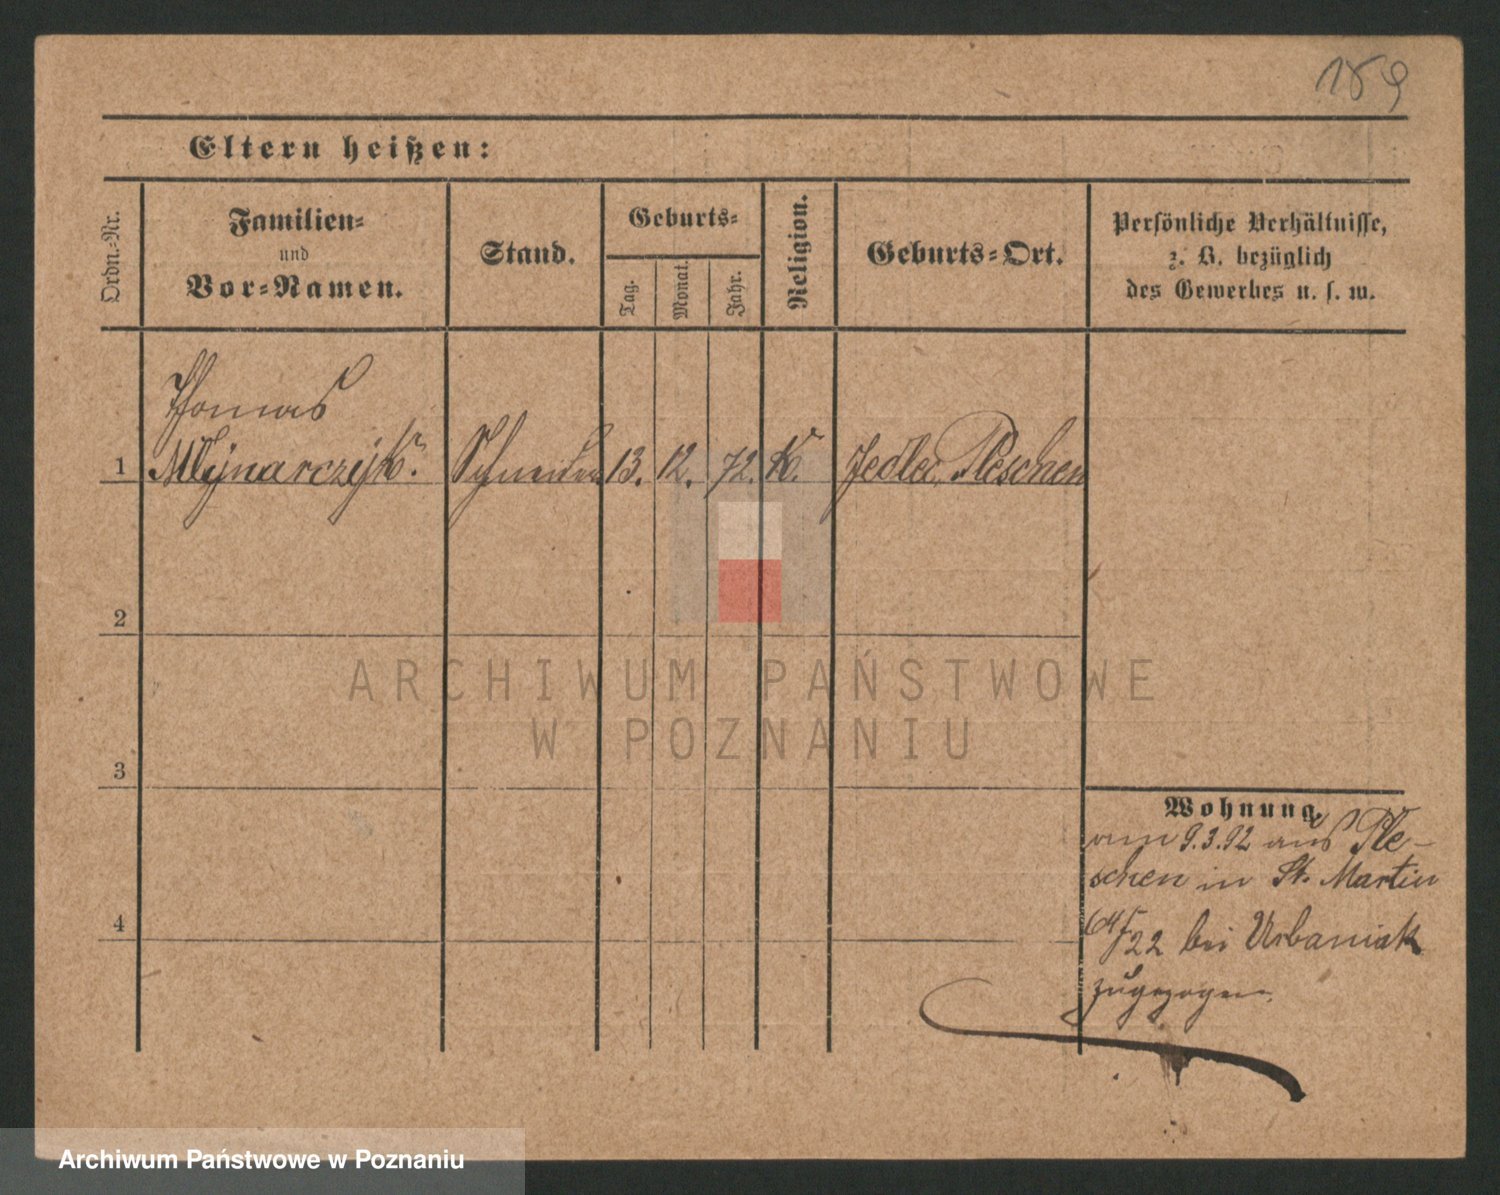 159
Eltern heißen:
Ordn.=Nr.
Familien=
und
Vor=Namen.
Stand.
Geburts=
Tag.
Monat.
Jahr.
Religion.
Geburts=Ort.
Persönliche Verhältnisse,
z. B. bezüglich
des Gewerbes u. s. w.
Thomas
1 Mlynarczyk. Schneider 13. 12. 72. K. Jedlec, Pleschen
2
3
4
Wohnung.
am 9.3.92 aus Ple-
schen in St. Martin
22 bei Urbaniak
zugezogen.
ARCHIWUM PAŃSTWOWE
W POZNANIU
Archiwum Państwowe w Poznaniu